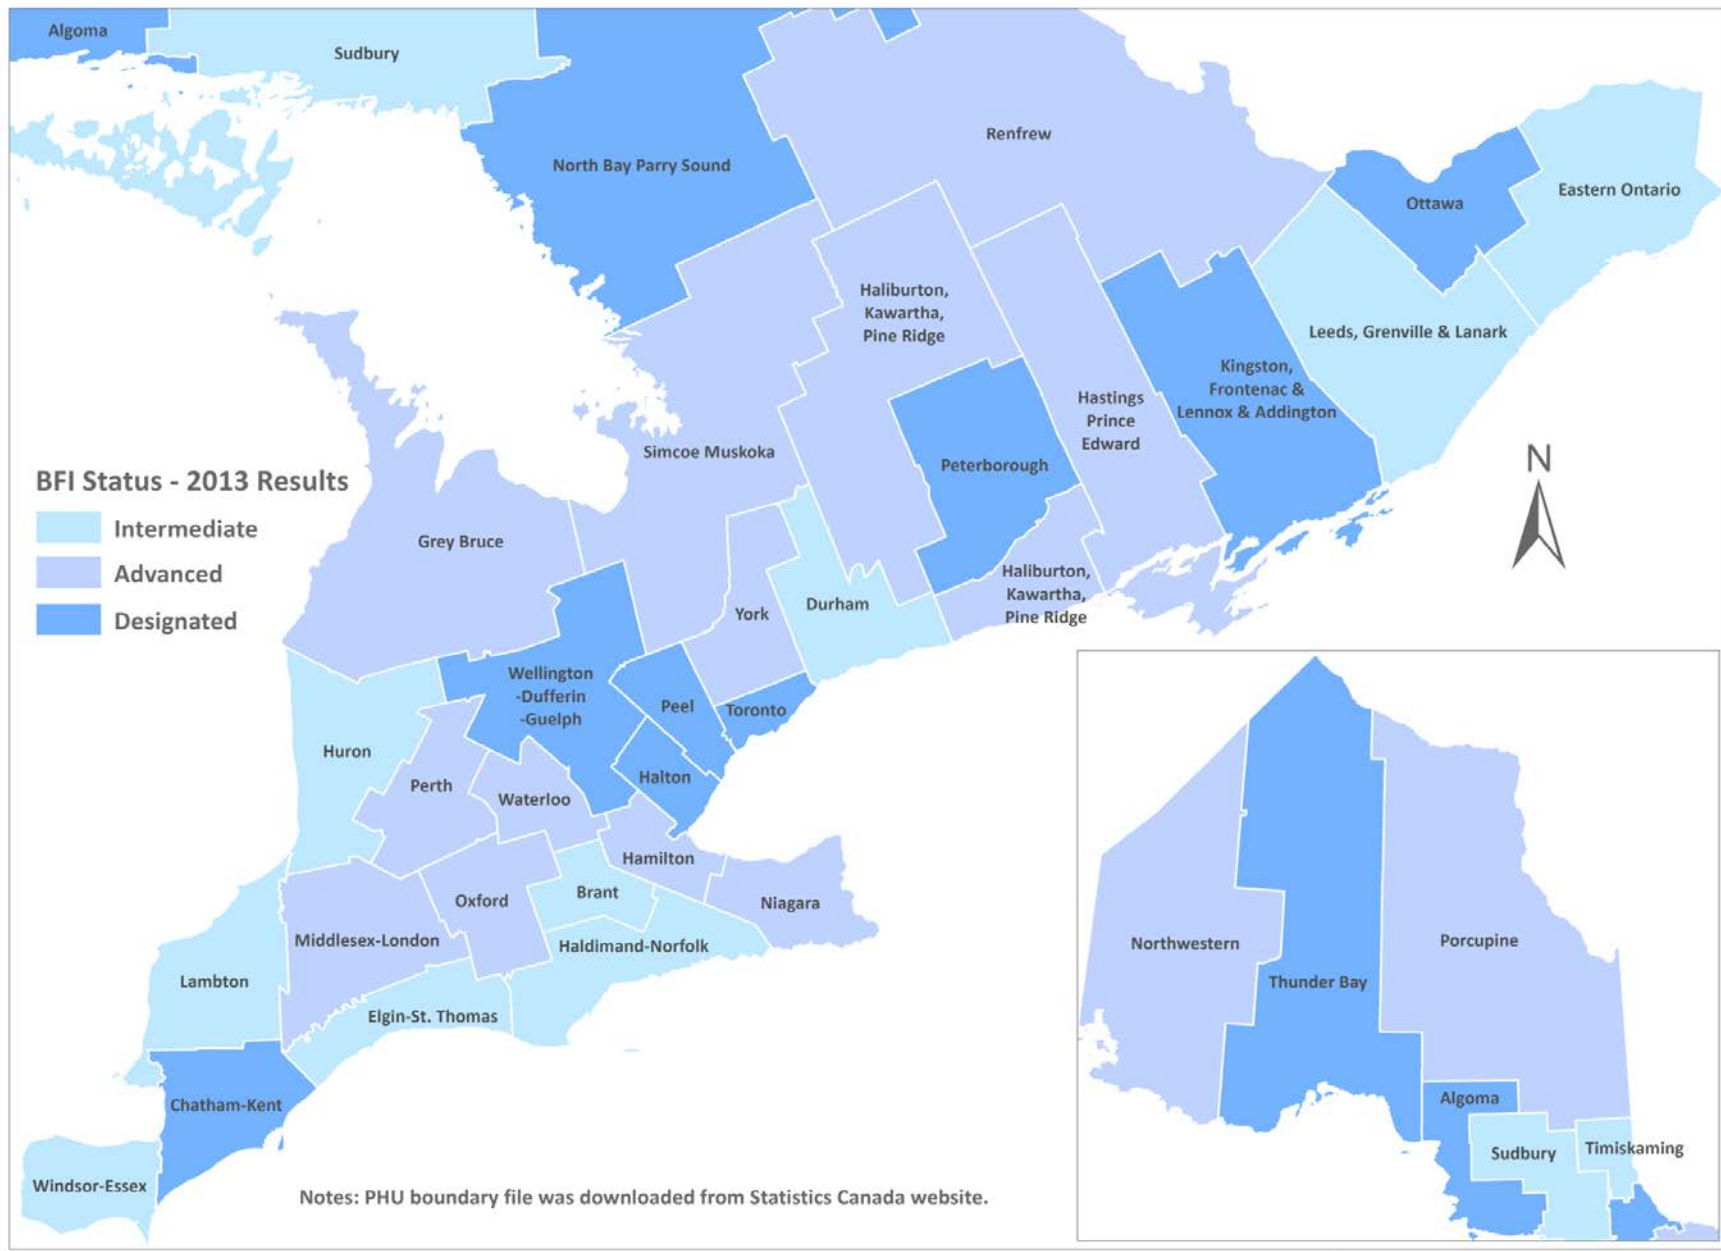 Algoma
Sudbury
North Bay Parry Sound
Renfrew
Ottawa
Eastern Ontario
Haliburton,
Kawartha,
Pine Ridge
Leeds, Grenville & Lanark
Kingston,
Frontenac &
Lennox & Addington
Hastings
Prince
Edward
Simcoe Muskoka
Peterborough
N
BFI Status - 2013 Results
Intermediate
Advanced
Designated
Grey Bruce
Haliburton,
Kawartha,
Pine Ridge
York
Durham
Wellington
-Dufferin
-Guelph
Peel
Toronto
Huron
Halton
Perth
Waterloo
Hamilton
Brant
Oxford
Niagara
Middlesex-London
Haldimand-Norfolk
Lambton
Elgin-St. Thomas
Chatham-Kent
Windsor-Essex
Notes: PHU boundary file was downloaded from Statistics Canada website.
Northwestern
Porcupine
Thunder Bay
Algoma
Sudbury
Timiskaming